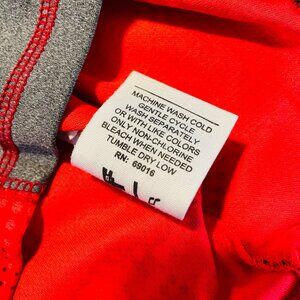 MACHINE WASH COLD
GENTLE CYCLE
WASH SEPARATELY
OR WITH LIKE COLORS
ONLY NON-CHLORINE
BLEACH WHEN NEEDED
TUMBLE DRY LOW
RN: 69016